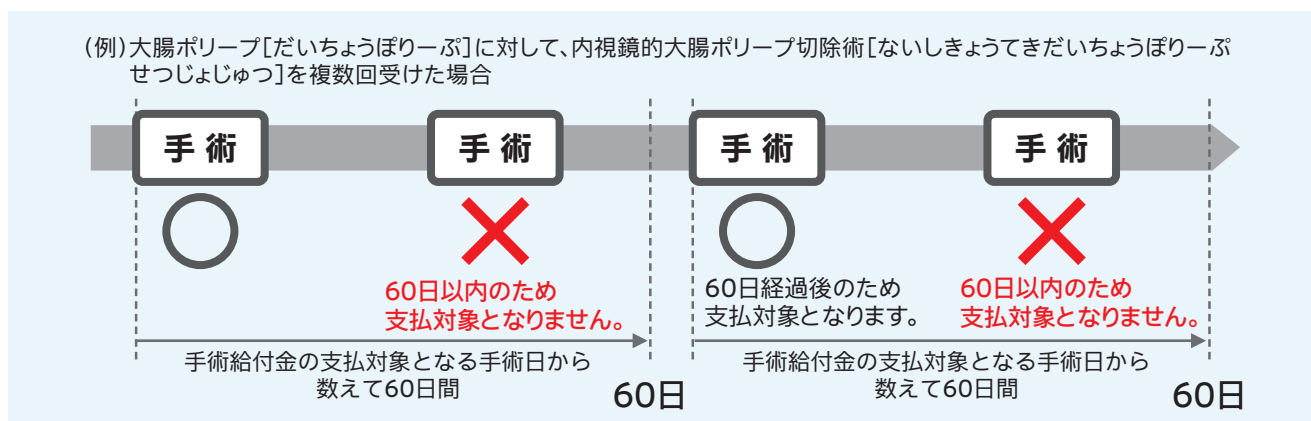 (例)大腸ポリープ[だいちょうぽりーぷ]に対して、内視鏡的大腸ポリープ切除術[ないしきょうてきだいちょうぽりーぷ
せつじょじゅつ]を複数回受けた場合
手術
手術
手術
手術
60日以内のため
支払対象となりません。
60日経過後のため
支払対象となります。
60日以内のため
支払対象となりません。
手術給付金の支払対象となる手術日から
数えて60日間
60日
手術給付金の支払対象となる手術日から
数えて60日間
60日